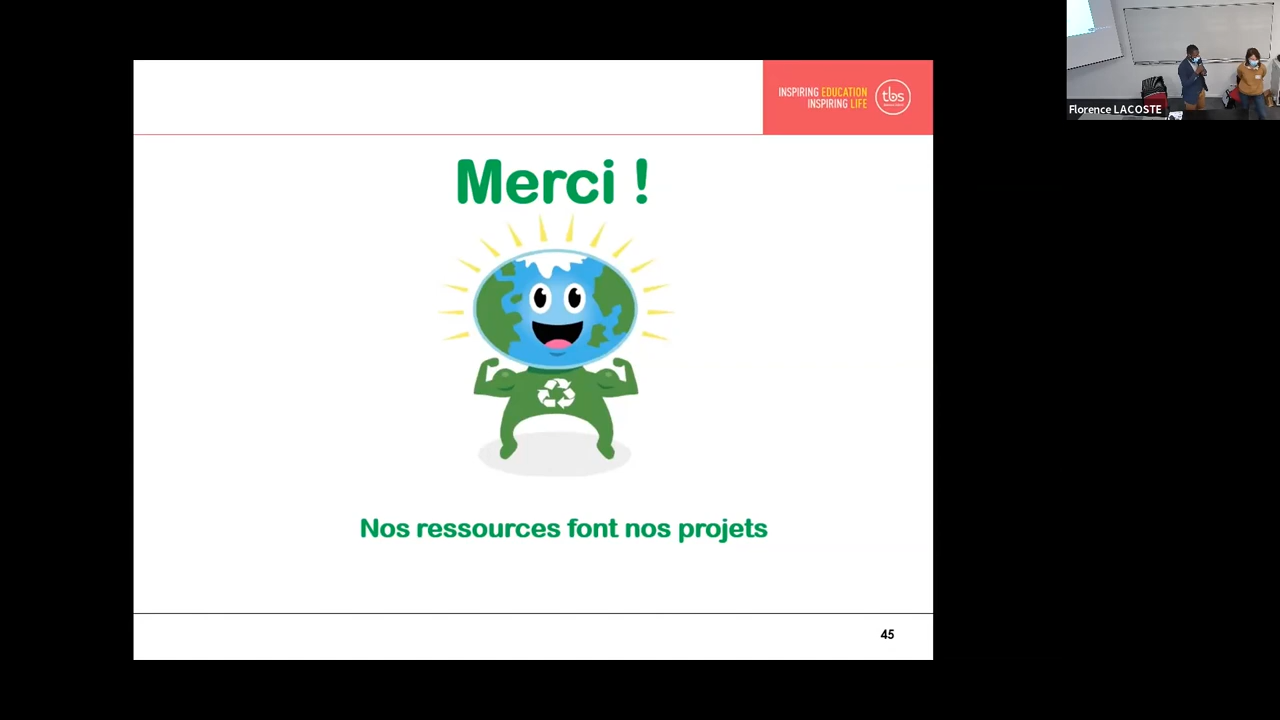 INSPIRING EDUCATION
INSPIRING LIFE
tbs
Florence LACOSTE
Merci !
Nos ressources font nos projets
45